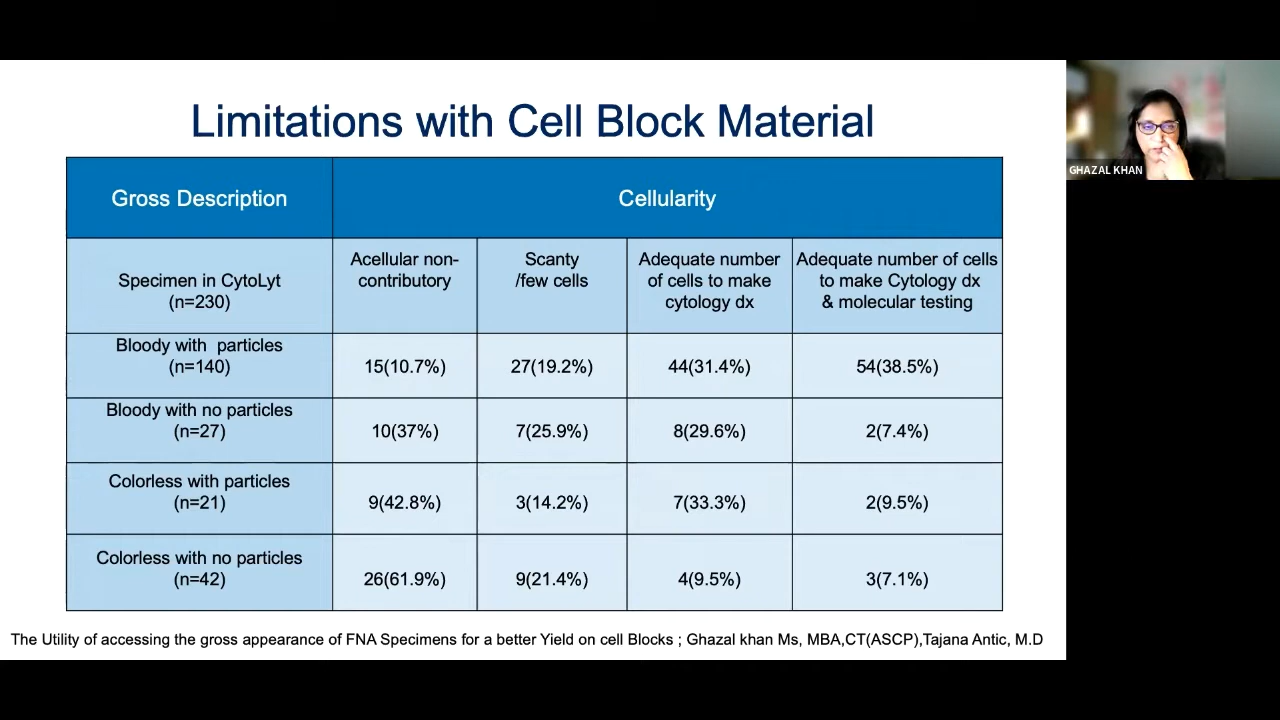 Limitations with Cell Block Material
Gross Description
Cellularity
Specimen in CytoLyt
(n=230)
Acellular non-
contributory
Scanty
/few cells
Adequate number
of cells to make
cytology dx
Adequate number of cells
to make Cytology dx
& molecular testing
Bloody with particles
(n=140)
15(10.7%)
27(19.2%)
44(31.4%)
54(38.5%)
Bloody with no particles
(n=27)
10(37%)
7(25.9%)
8(29.6%)
2(7.4%)
Colorless with particles
(n=21)
9(42.8%)
3(14.2%)
7(33.3%)
2(9.5%)
Colorless with no particles
(n=42)
26(61.9%)
9(21.4%)
4(9.5%)
3(7.1%)
The Utility of accessing the gross appearance of FNA Specimens for a better Yield on cell Blocks ; Ghazal khan Ms, MBA,CT(ASCP),Tajana Antic, M.D
GHAZAL KHAN